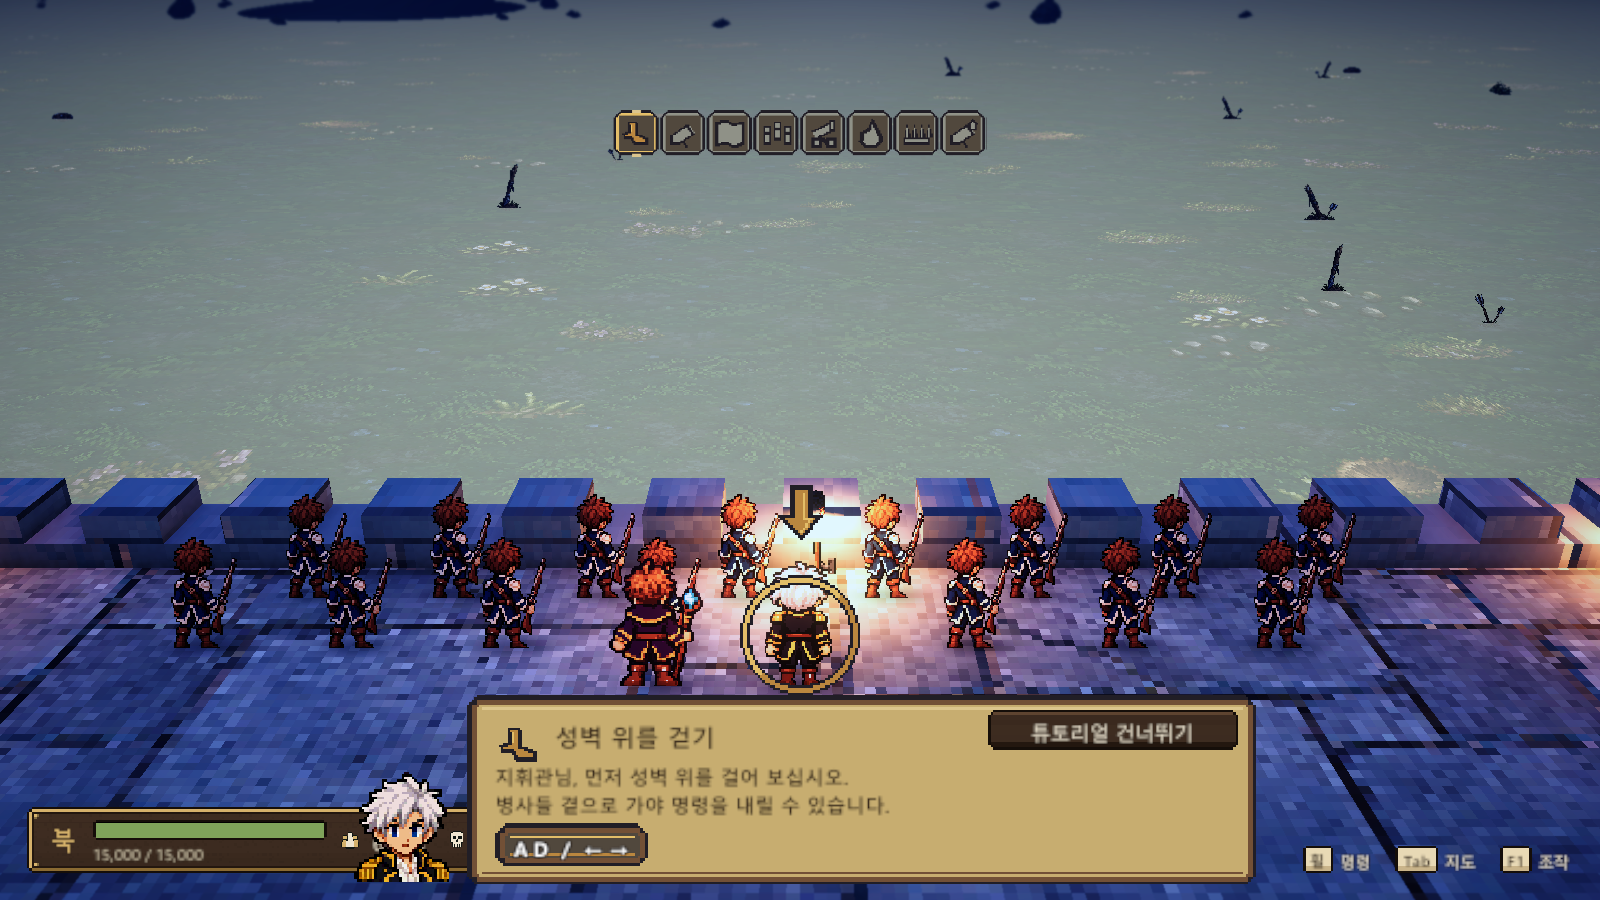 성벽 위를 걷기
튜토리얼 건너뛰기
지휘관님, 먼저 성벽 위를 걸어 보십시오.
병사들 곁으로 가야 명령을 내릴 수 있습니다.
A D / ← →
북
15,000 / 15,000
휠 명령 Tab 지도 F1 조작